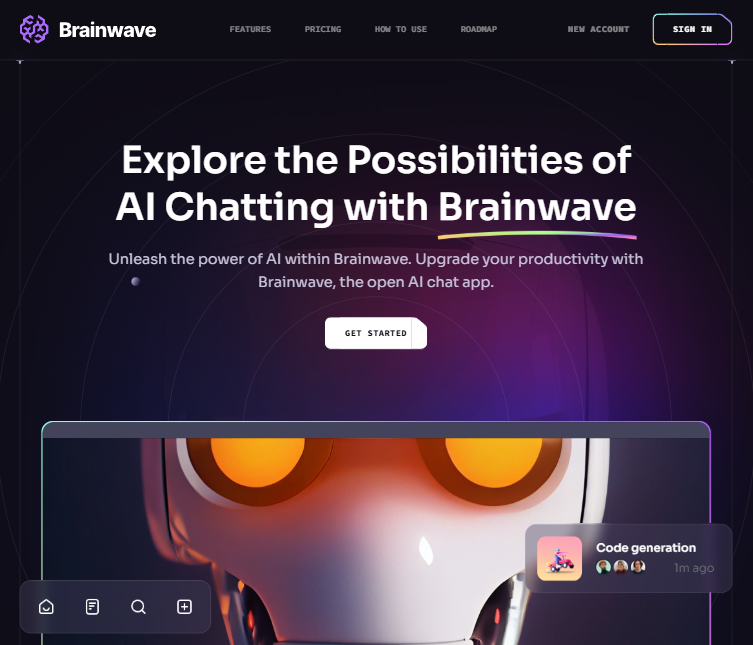 Brainwave
FEATURES
PRICING
HOW TO USE
ROADMAP
NEW ACCOUNT
SIGN IN
Explore the Possibilities of
AI Chatting with Brainwave
Unleash the power of AI within Brainwave. Upgrade your productivity with
Brainwave, the open AI chat app.
GET STARTED
Code generation
1m ago